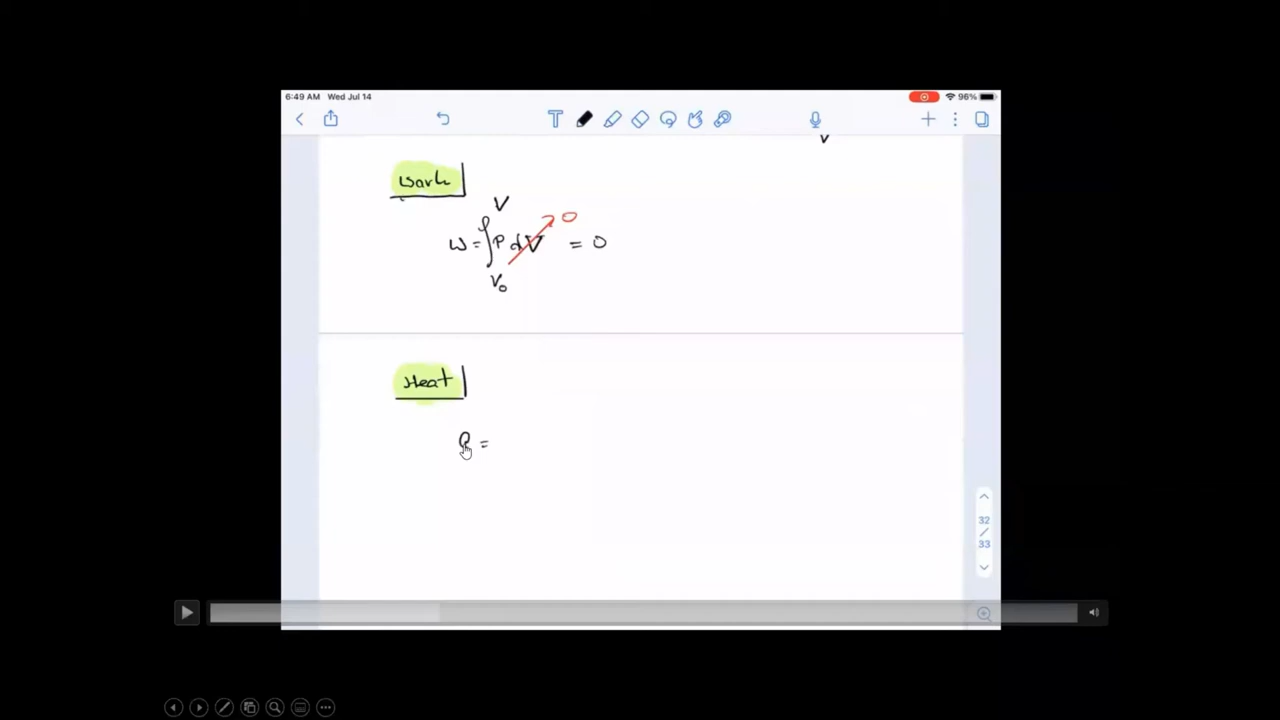 6:49 AM Wed Jul 14
96%
V
Work
V
W = ∫ P dV = 0
0
V₀
Heat
Q =
32
/
33